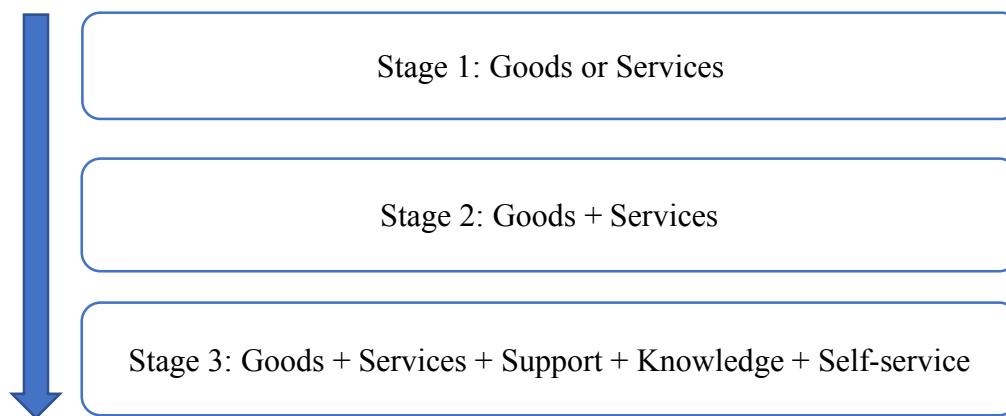 Stage 1: Goods or Services
Stage 2: Goods + Services
Stage 3: Goods + Services + Support + Knowledge + Self-service